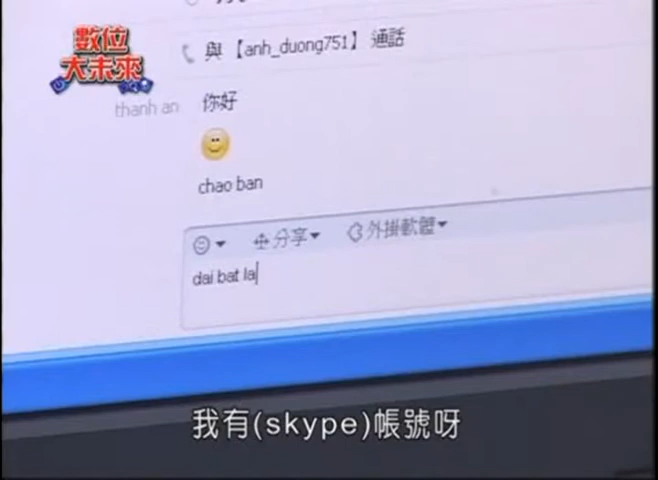 數位
大未來
與【anh_duong751】通話
thanh an
你好
chao ban
分享
外掛軟體
dai bat la
我有(skype)帳號呀